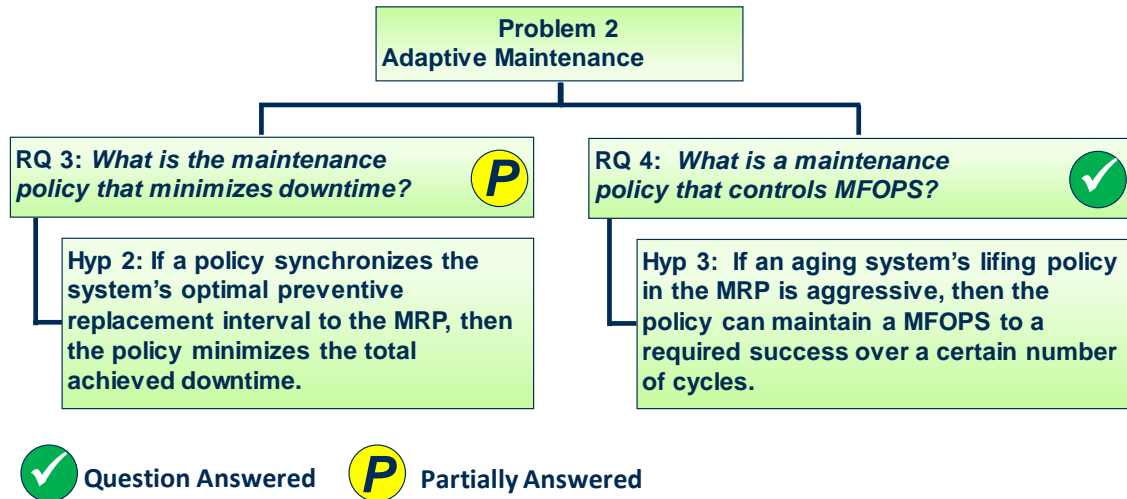 Problem 2
Adaptive Maintenance
RQ 3: What is the maintenance
policy that minimizes downtime?
P
RQ 4: What is a maintenance
policy that controls MFOPS?
Hyp 2: If a policy synchronizes the
system's optimal preventive
replacement interval to the MRP, then
the policy minimizes the total
achieved downtime.
Hyp 3: If an aging system's lifing policy
in the MRP is aggressive, then the
policy can maintain a MFOPS to a
required success over a certain number
of cycles.
Question Answered
P
Partially Answered